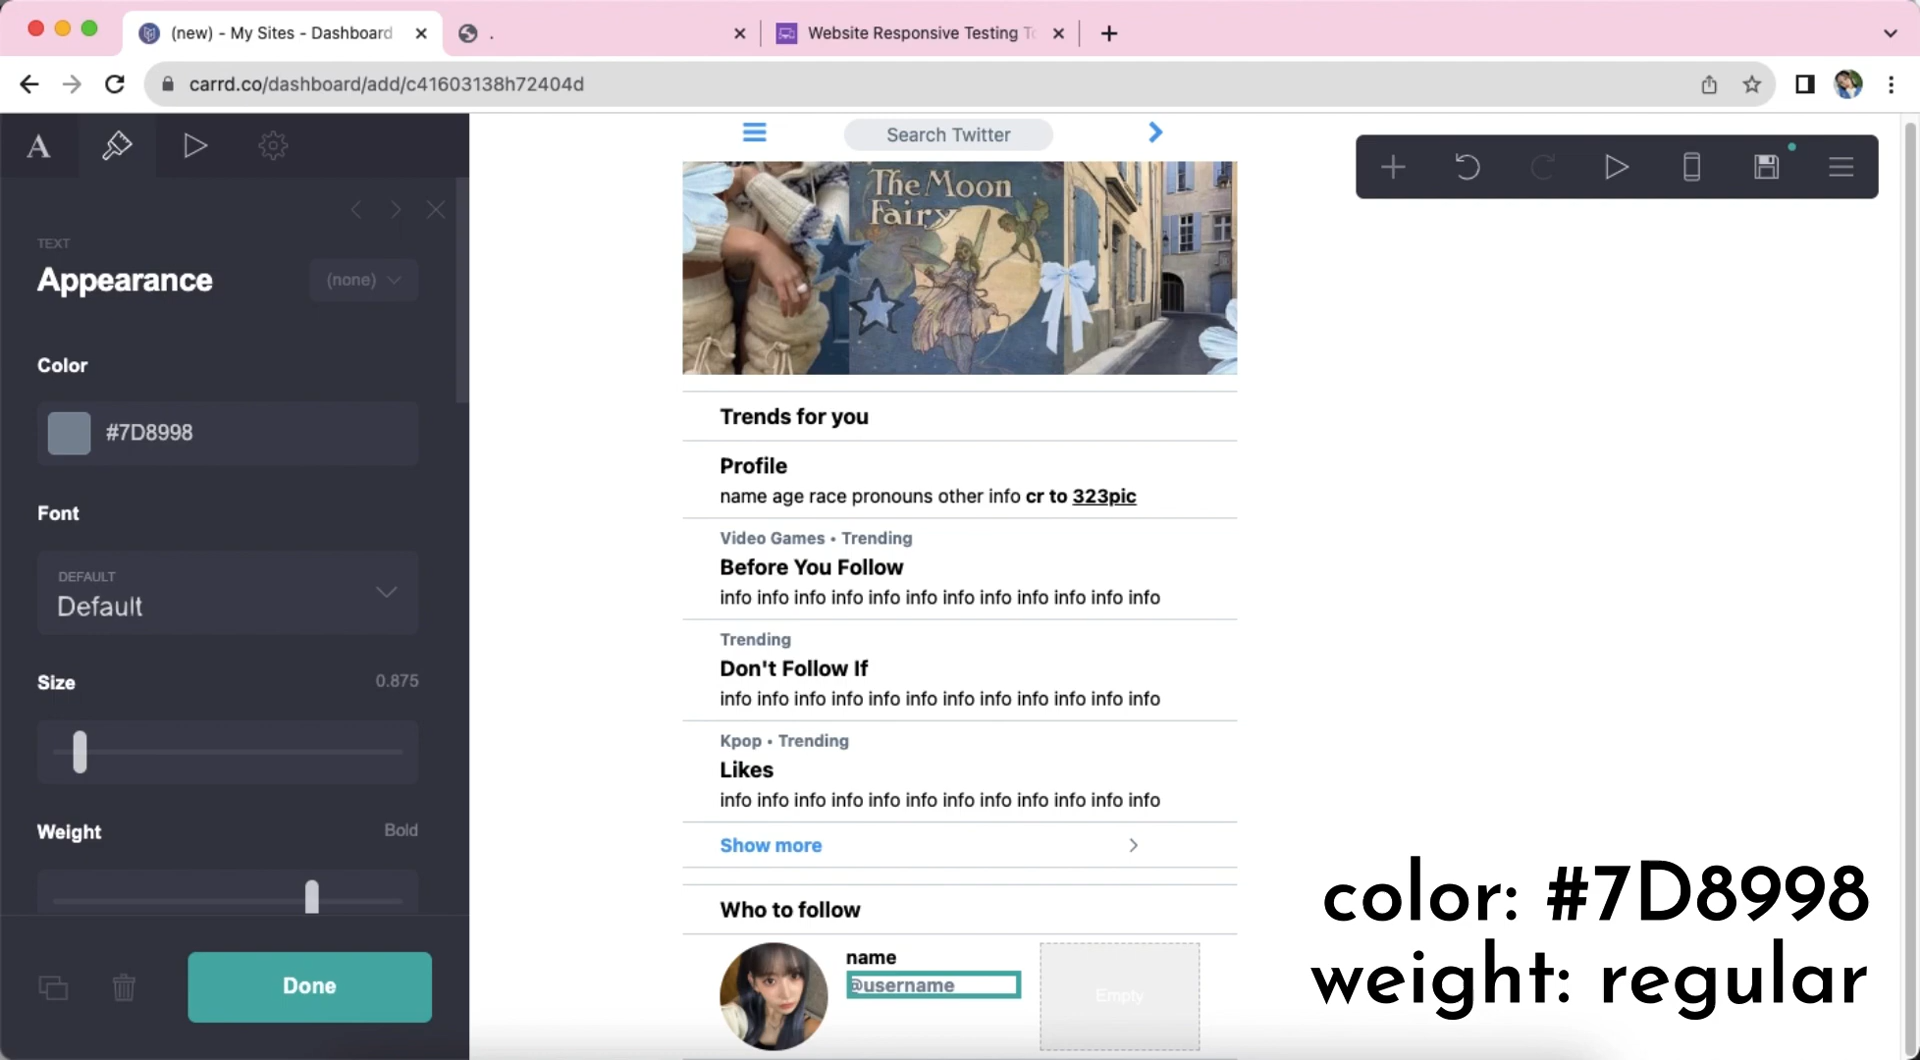 (new) - My Sites - Dashboard
.
Website Responsive Testing To
carrd.co/dashboard/add/c41603138h72404d
A
Search Twitter
The Moon
Fairy
TEXT
Appearance
(none)
Color
#7D8998
Font
DEFAULT
Default
Size
0.875
Weight
Bold
Done
Trends for you
Profile
name age race pronouns other info cr to 323pic
Video Games • Trending
Before You Follow
info info info info info info info info info info info info
Trending
Don't Follow If
info info info info info info info info info info info info
Kpop • Trending
Likes
info info info info info info info info info info info info
Show more
Who to follow
name
@username
Empty
color: #7D8998
weight: regular